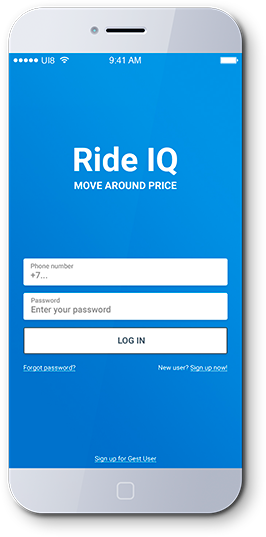 UI8 9:41 AM
Ride IQ
MOVE AROUND PRICE
Phone number
+7...
Password
Enter your password
LOG IN
Forgot password? New user? Sign up now!
Sign up for Gest User